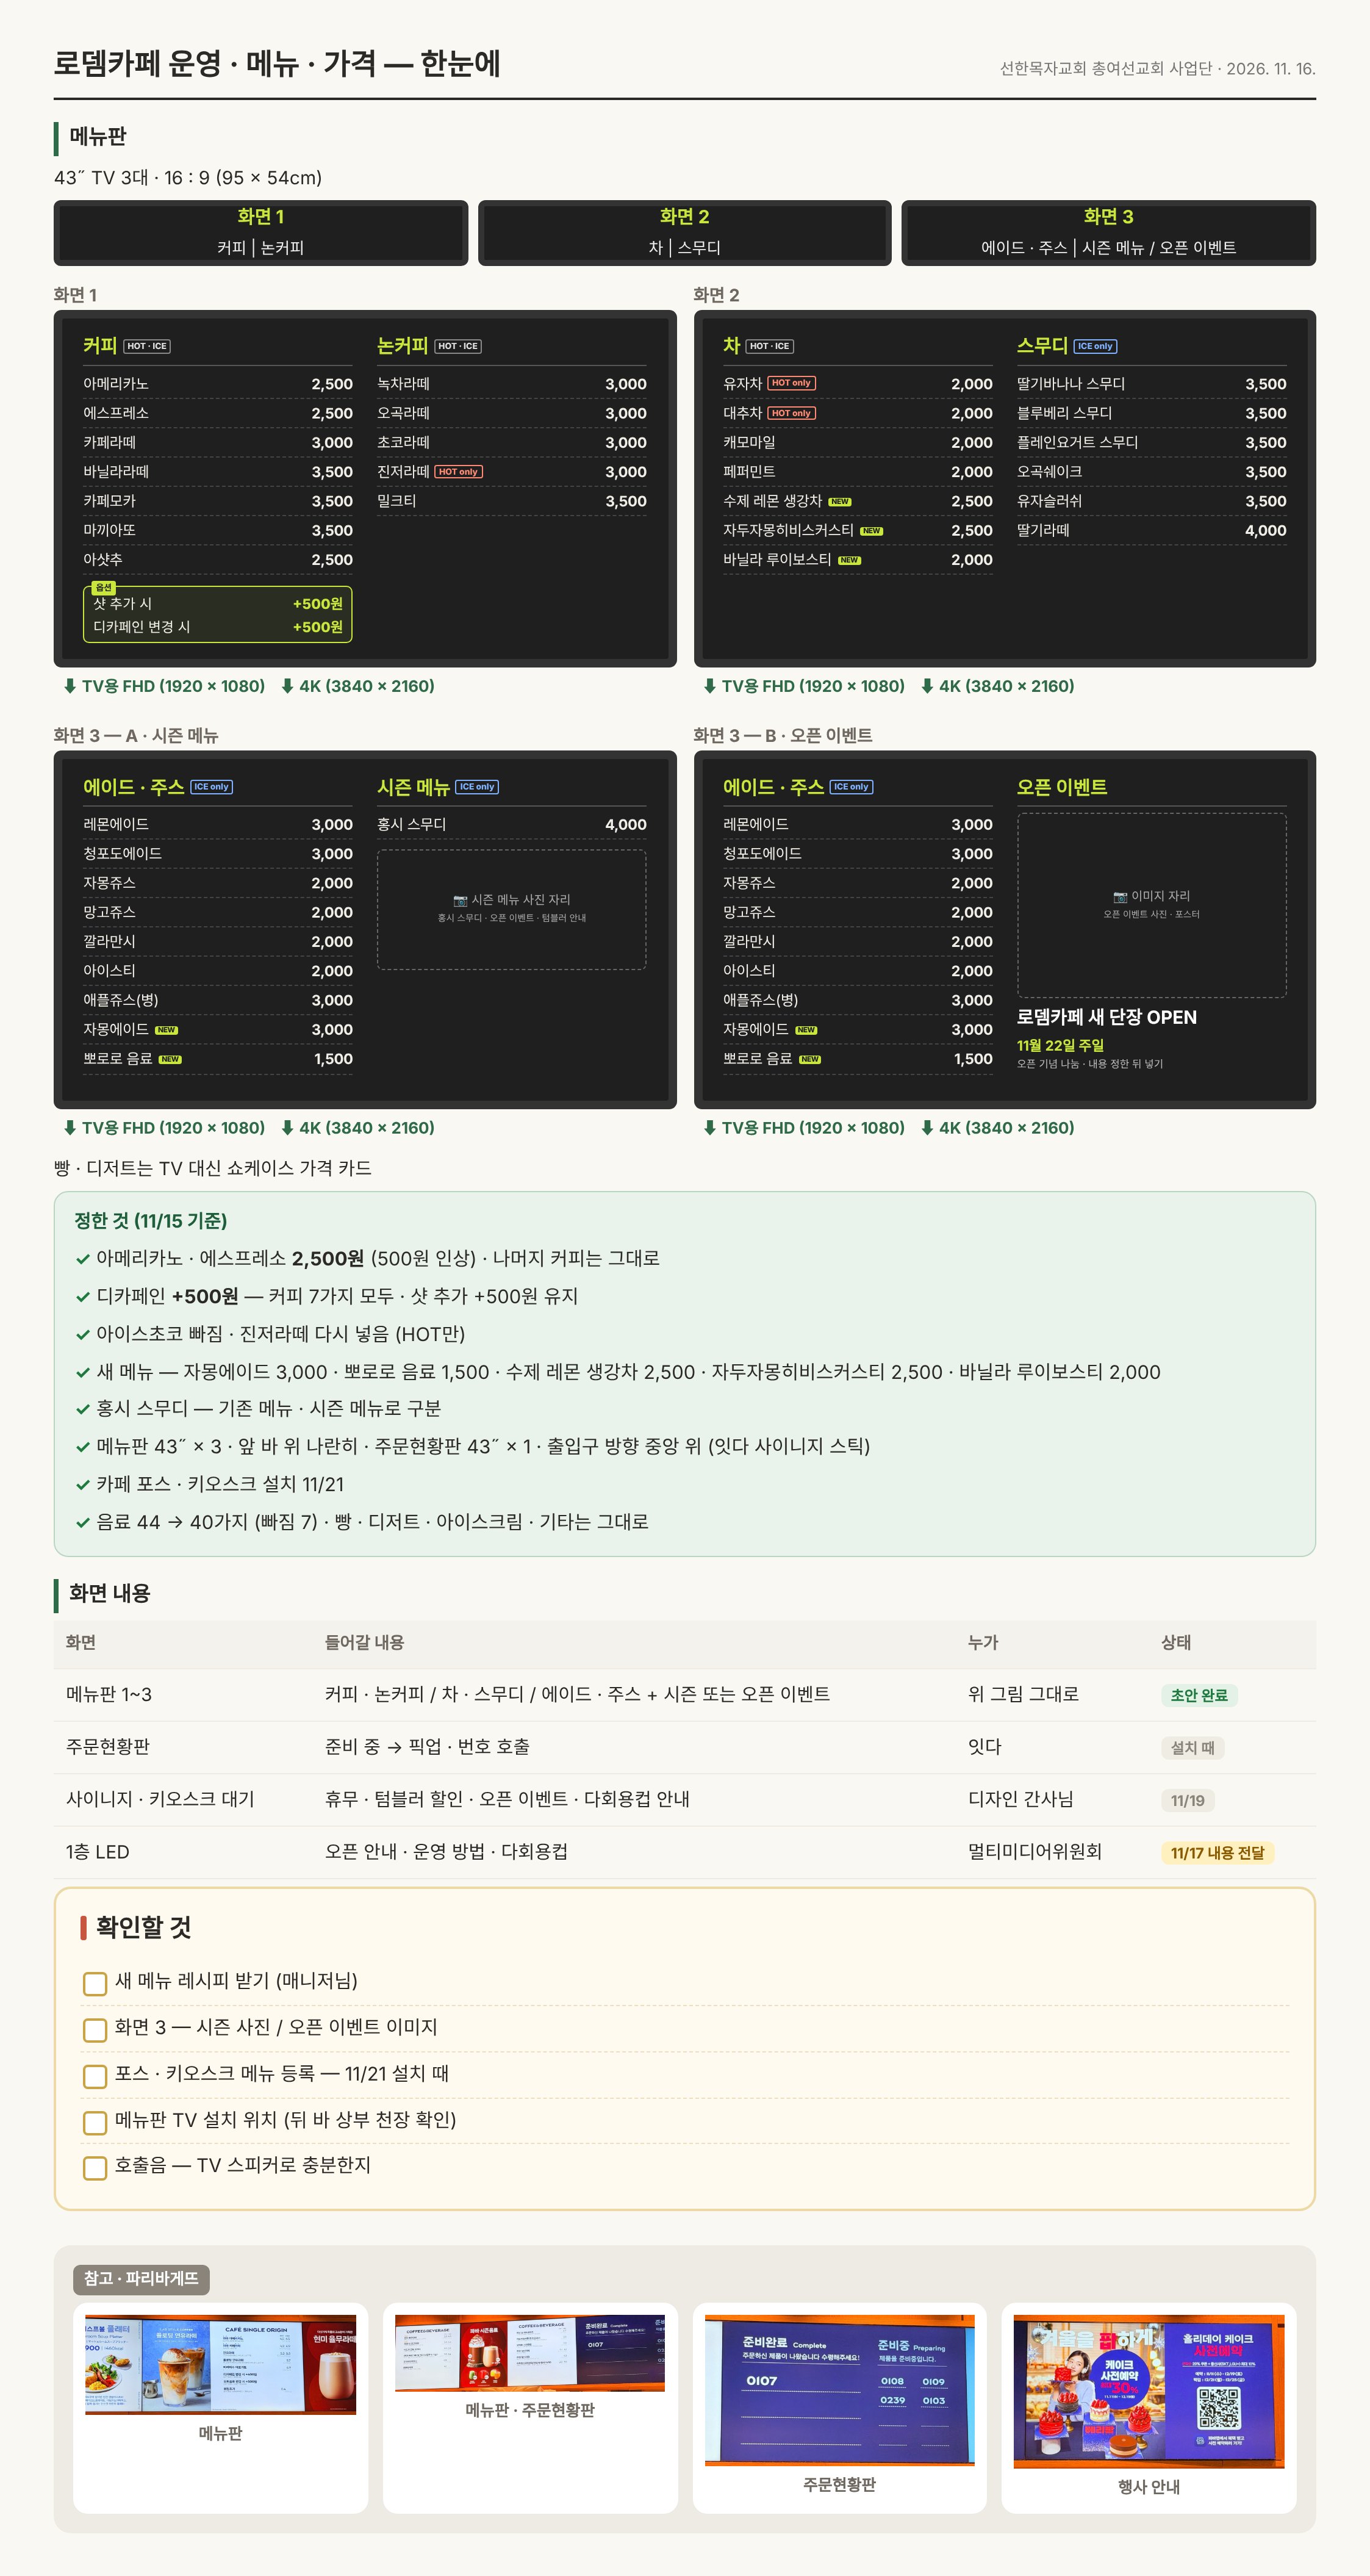 로뎀카페 운영 · 메뉴 · 가격 — 한눈에
선한목자교회 총여선교회 사업단 · 2026. 11. 16.
메뉴판
43˝ TV 3대 · 16 : 9 (95 × 54cm)
화면 1
커피 | 논커피
화면 2
차 | 스무디
화면 3
에이드 · 주스 | 시즌 메뉴 / 오픈 이벤트
화면 1
커피 HOT · ICE
아메리카노 2,500
에스프레소 2,500
카페라떼 3,000
바닐라라떼 3,500
카페모카 3,500
마끼아또 3,500
아샷추 2,500
옵션
샷 추가 시 +500원
디카페인 변경 시 +500원
논커피 HOT · ICE
녹차라떼 3,000
오곡라떼 3,000
초코라떼 3,000
진저라떼 HOT only 3,000
밀크티 3,500
⬇ TV용 FHD (1920 × 1080) ⬇ 4K (3840 × 2160)
화면 2
차 HOT · ICE
유자차 HOT only 2,000
대추차 HOT only 2,000
캐모마일 2,000
페퍼민트 2,000
수제 레몬 생강차 NEW 2,500
자두자몽히비스커스티 NEW 2,500
바닐라 루이보스티 NEW 2,000
스무디 ICE only
딸기바나나 스무디 3,500
블루베리 스무디 3,500
플레인요거트 스무디 3,500
오곡쉐이크 3,500
유자슬러쉬 3,500
딸기라떼 4,000
⬇ TV용 FHD (1920 × 1080) ⬇ 4K (3840 × 2160)
화면 3 — A · 시즌 메뉴
에이드 · 주스 ICE only
레몬에이드 3,000
청포도에이드 3,000
자몽쥬스 2,000
망고쥬스 2,000
깔라만시 2,000
아이스티 2,000
애플쥬스(병) 3,000
자몽에이드 NEW 3,000
뽀로로 음료 NEW 1,500
시즌 메뉴 ICE only
홍시 스무디 4,000
📷 시즌 메뉴 사진 자리
홍시 스무디 · 오픈 이벤트 · 텀블러 안내
⬇ TV용 FHD (1920 × 1080) ⬇ 4K (3840 × 2160)
화면 3 — B · 오픈 이벤트
에이드 · 주스 ICE only
레몬에이드 3,000
청포도에이드 3,000
자몽쥬스 2,000
망고쥬스 2,000
깔라만시 2,000
아이스티 2,000
애플쥬스(병) 3,000
자몽에이드 NEW 3,000
뽀로로 음료 NEW 1,500
오픈 이벤트
📷 이미지 자리
오픈 이벤트 사진 · 포스터
로뎀카페 새 단장 OPEN
11월 22일 주일
오픈 기념 나눔 · 내용 정한 뒤 넣기
⬇ TV용 FHD (1920 × 1080) ⬇ 4K (3840 × 2160)
빵 · 디저트는 TV 대신 쇼케이스 가격 카드
정한 것 (11/15 기준)
✓ 아메리카노 · 에스프레소 2,500원 (500원 인상) · 나머지 커피는 그대로
✓ 디카페인 +500원 — 커피 7가지 모두 · 샷 추가 +500원 유지
✓ 아이스초코 빠짐 · 진저라떼 다시 넣음 (HOT만)
✓ 새 메뉴 — 자몽에이드 3,000 · 뽀로로 음료 1,500 · 수제 레몬 생강차 2,500 · 자두자몽히비스커스티 2,500 · 바닐라 루이보스티 2,000
✓ 홍시 스무디 — 기존 메뉴 · 시즌 메뉴로 구분
✓ 메뉴판 43˝ × 3 · 앞 바 위 나란히 · 주문현황판 43˝ × 1 · 출입구 방향 중앙 위 (잇다 사이니지 스틱)
✓ 카페 포스 · 키오스크 설치 11/21
✓ 음료 44 → 40가지 (빠짐 7) · 빵 · 디저트 · 아이스크림 · 기타는 그대로
화면 내용
화면 들어갈 내용 누가 상태
메뉴판 1~3 커피 · 논커피 / 차 · 스무디 / 에이드 · 주스 + 시즌 또는 오픈 이벤트 위 그림 그대로 초안 완료
주문현황판 준비 중 → 픽업 · 번호 호출 잇다 설치 때
사이니지 · 키오스크 대기 휴무 · 텀블러 할인 · 오픈 이벤트 · 다회용컵 안내 디자인 간사님 11/19
1층 LED 오픈 안내 · 운영 방법 · 다회용컵 멀티미디어위원회 11/17 내용 전달
확인할 것
새 메뉴 레시피 받기 (매니저님)
화면 3 — 시즌 사진 / 오픈 이벤트 이미지
포스 · 키오스크 메뉴 등록 — 11/21 설치 때
메뉴판 TV 설치 위치 (뒤 바 상부 천장 확인)
호출음 — TV 스피커로 충분한지
참고 · 파리바게뜨
CAFÉ SINGLE ORIGIN
메뉴판
준비완료
0107
메뉴판 · 주문현황판
준비완료 Complete
주문하신 제품이 나왔습니다 수령해주세요!
0107
준비중 Preparing
제품을 준비중입니다.
0108 0109
0239 0103
주문현황판
겨울을 팝하게
케이크
사전예약
30%
홀리데이 케이크
사전예약
행사 안내